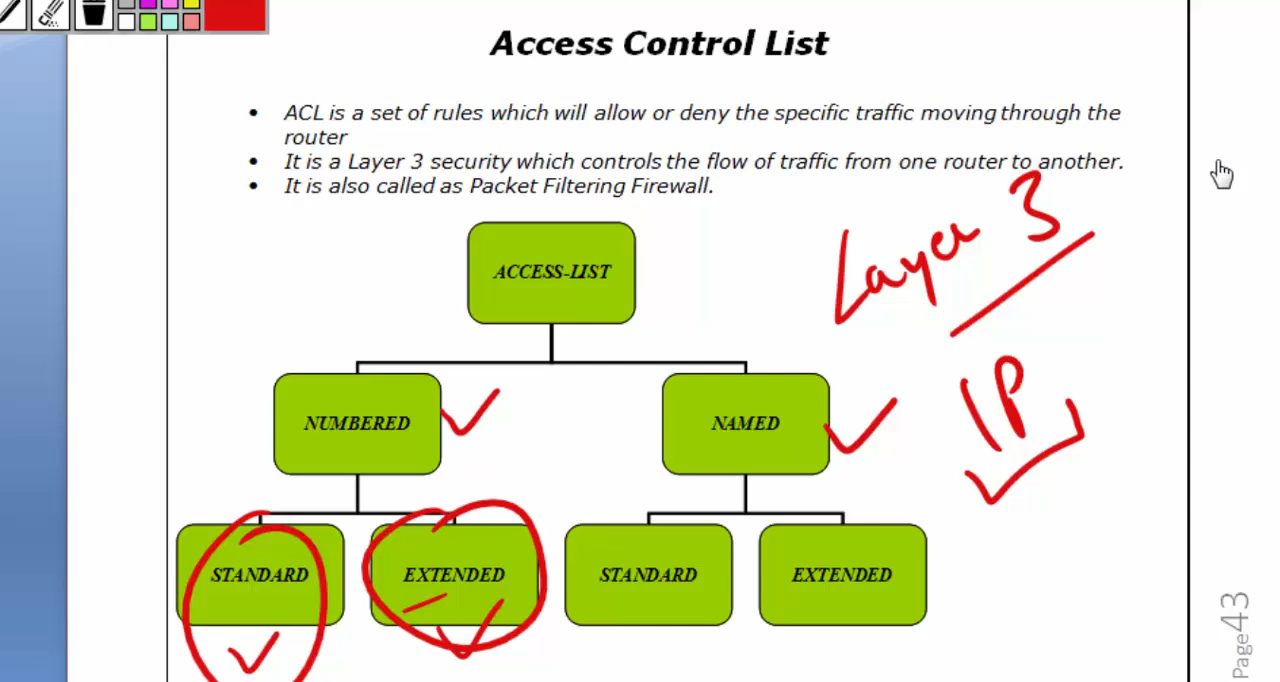 Access Control List
• ACL is a set of rules which will allow or deny the specific traffic moving through the
router
• It is a Layer 3 security which controls the flow of traffic from one router to another.
• It is also called as Packet Filtering Firewall.
Layer 3
ACCESS-LIST
IP
NUMBERED
NAMED
STANDARD
EXTENDED
STANDARD
EXTENDED
Page43